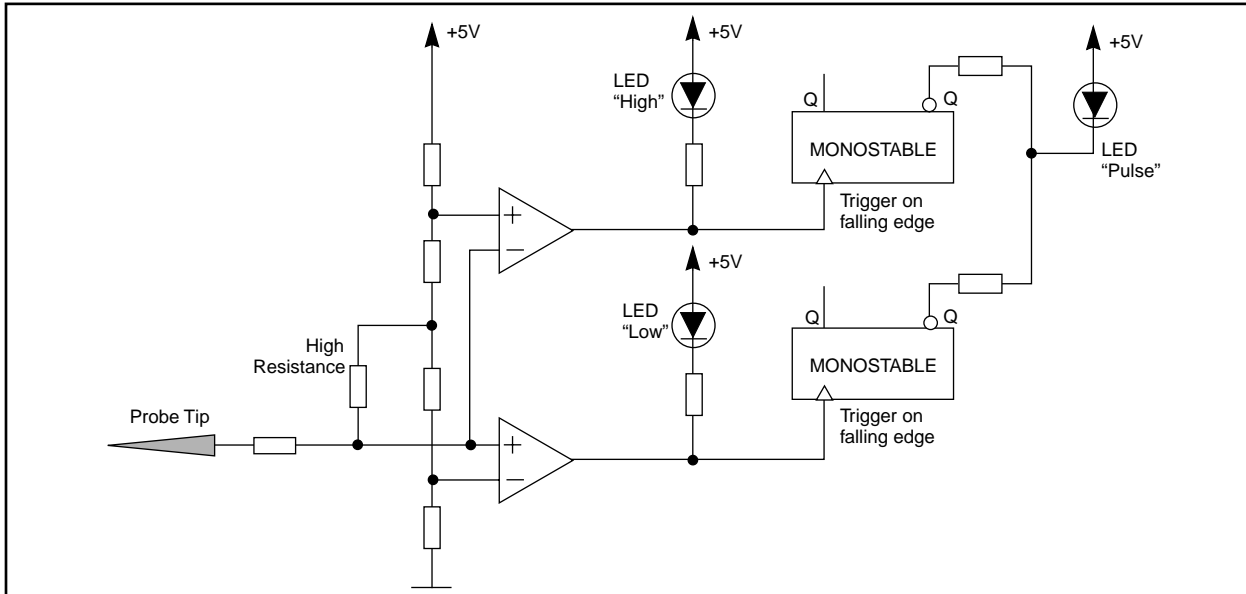 +5V
LED
“High”
+5V
Q
Q
MONOSTABLE
Trigger on
falling edge
+5V
LED
“Pulse”
+
−
+5V
LED
“Low”
Q
Q
MONOSTABLE
Trigger on
falling edge
High
Resistance
Probe Tip
+
−